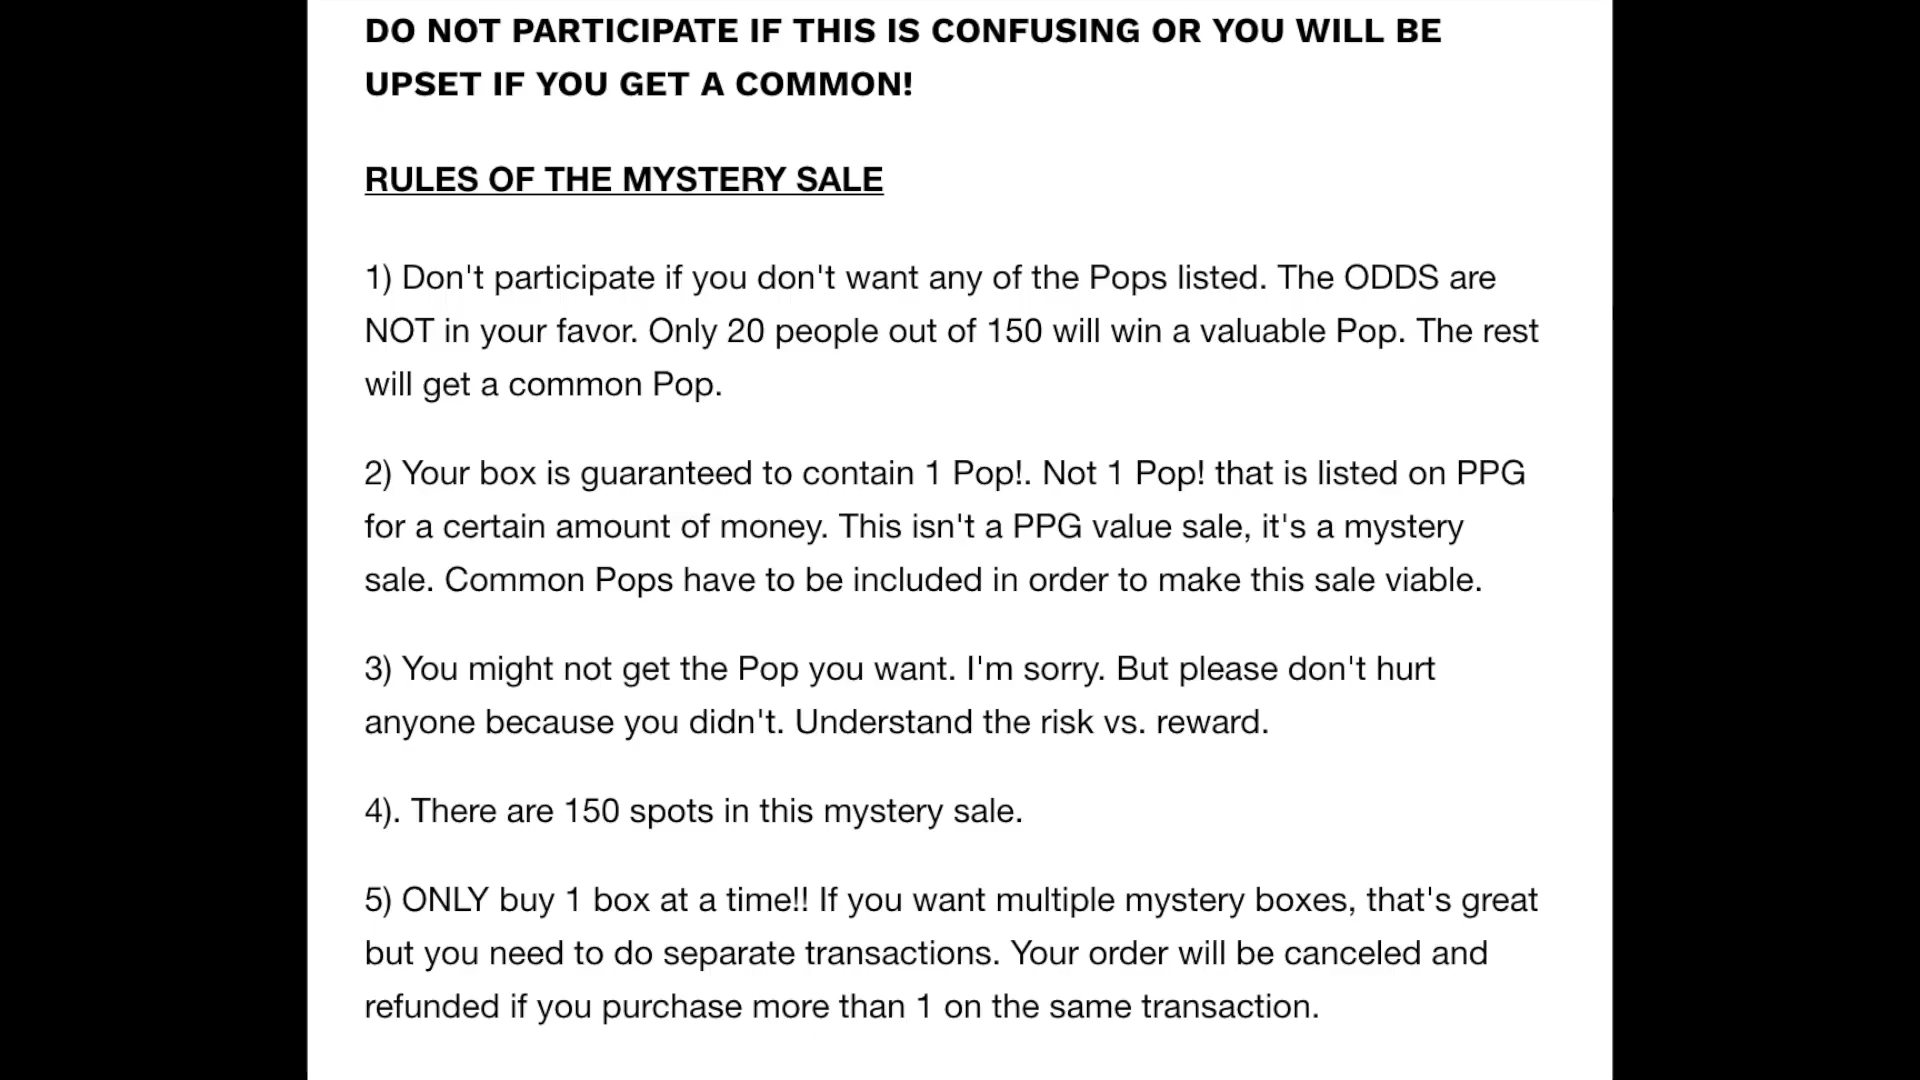 DO NOT PARTICIPATE IF THIS IS CONFUSING OR YOU WILL BE
UPSET IF YOU GET A COMMON!
RULES OF THE MYSTERY SALE
1) Don't participate if you don't want any of the Pops listed. The ODDS are
NOT in your favor. Only 20 people out of 150 will win a valuable Pop. The rest
will get a common Pop.
2) Your box is guaranteed to contain 1 Pop!. Not 1 Pop! that is listed on PPG
for a certain amount of money. This isn't a PPG value sale, it's a mystery
sale. Common Pops have to be included in order to make this sale viable.
3) You might not get the Pop you want. I'm sorry. But please don't hurt
anyone because you didn't. Understand the risk vs. reward.
4). There are 150 spots in this mystery sale.
5) ONLY buy 1 box at a time!! If you want multiple mystery boxes, that's great
but you need to do separate transactions. Your order will be canceled and
refunded if you purchase more than 1 on the same transaction.